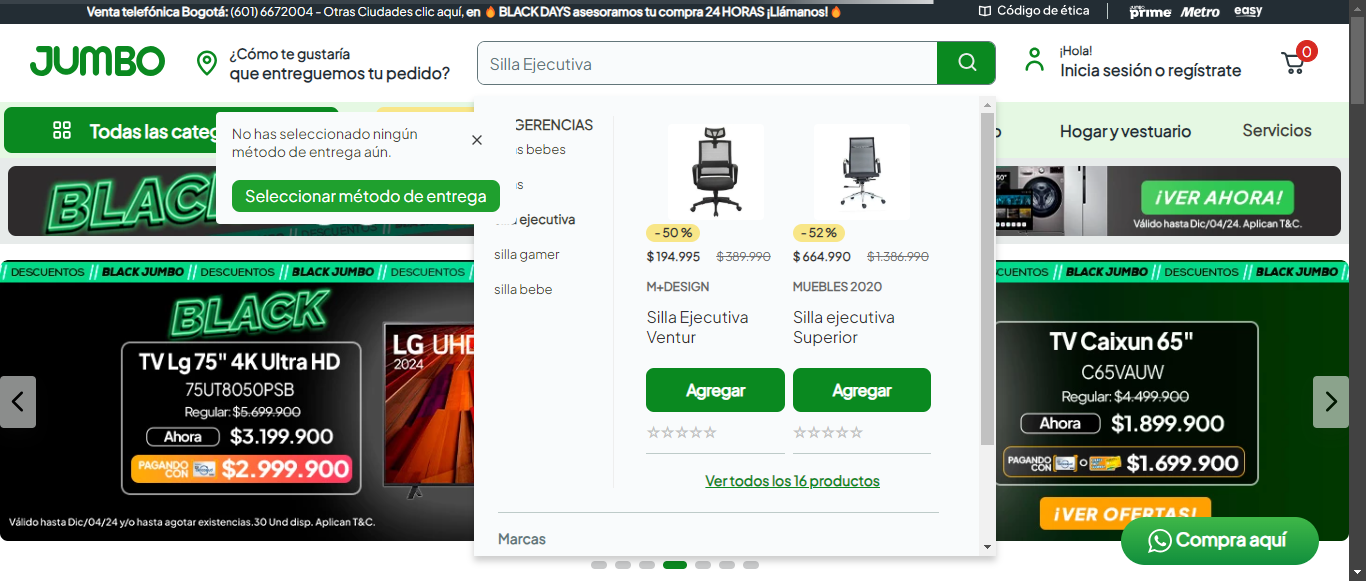 Venta telefónica Bogotá: (601) 6672004 - Otras Ciudades clic aquí, en 🔥 BLACK DAYS asesoramos tu compra 24 HORAS ¡Llámanos! 🔥
Código de ética
JUMBO prime
Metro
easy
JUMBO
¿Cómo te gustaría
que entreguemos tu pedido?
Silla Ejecutiva
¡Hola!
Inicia sesión o regístrate
0
Todas las categ
No has seleccionado ningún
método de entrega aún.
Seleccionar método de entrega
Hogar y vestuario
Servicios
GERENCIAS
s bebes
s
ejecutiva
silla gamer
silla bebe
- 50 %
$ 194.995 $ 389.990
M+DESIGN
Silla Ejecutiva
Ventur
Agregar
- 52 %
$ 664.990 $ 1.386.990
MUEBLES 2020
Silla ejecutiva
Superior
Agregar
Ver todos los 16 productos
Marcas
BLACK
DESCUENTOS
¡VER AHORA!
Válido hasta Dic/04/24. Aplican T&C.
DESCUENTOS // BLACK JUMBO // DESCUENTOS // BLACK JUMBO // DESCUENTOS
CUENTOS // BLACK JUMBO // DESCUENTOS // BLACK JUMBO //
BLACK
TV Lg 75" 4K Ultra HD
75UT8050PSB
Regular: $5.699.900
Ahora $3.199.900
PAGANDO CON $2.999.900
LG UHD
2024
Válido hasta Dic/04/24 y/o hasta agotar existencias.30 Und disp. Aplican T&C.
TV Caixun 65"
C65VAUW
Regular: $4.499.900
Ahora $1.899.900
PAGANDO CON O $1.699.900
¡VER OFERTAS!
Compra aquí